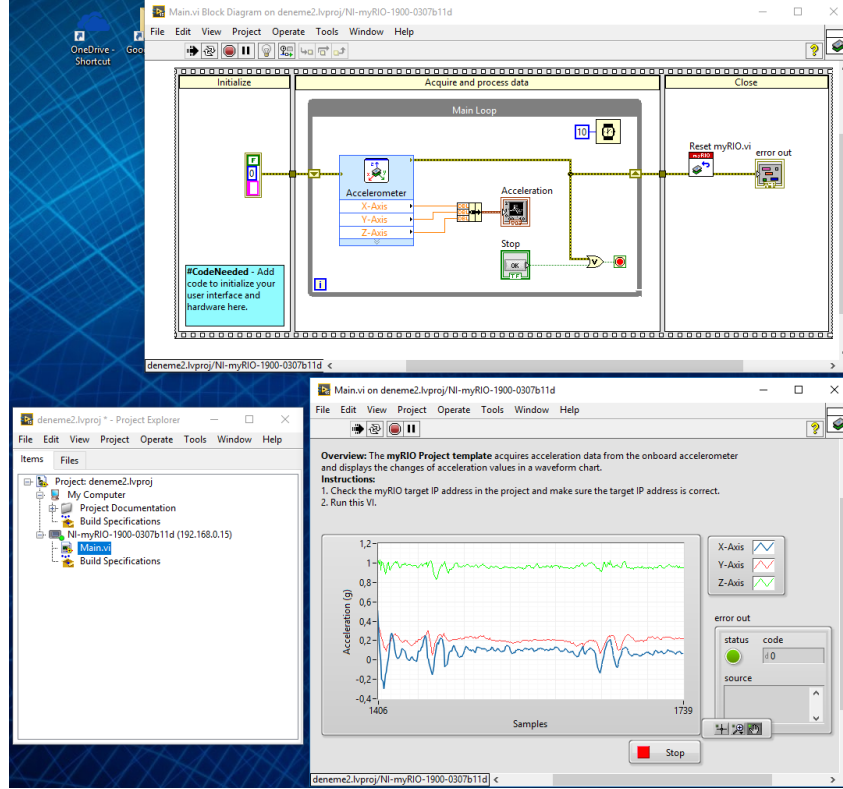 OneDrive -
Shortcut
Goo
Main.vi Block Diagram on deneme2.lvproj/NI-myRIO-1900-0307b11d
File Edit View Project Operate Tools Window Help
Initialize
Acquire and process data
Close
Main Loop
10
F
0
Accelerometer
X-Axis
Y-Axis
Z-Axis
Acceleration
Stop
OK
TF
i
Reset myRIO.vi
myRIO
error out
#CodeNeeded - Add
code to initialize your
user interface and
hardware here.
deneme2.lvproj/NI-myRIO-1900-0307b11d
deneme2.lvproj * - Project Explorer
File Edit View Project Operate Tools Window Help
Items Files
Project: deneme2.lvproj
My Computer
Project Documentation
Build Specifications
NI-myRIO-1900-0307b11d (192.168.0.15)
Main.vi
Build Specifications
Main.vi on deneme2.lvproj/NI-myRIO-1900-0307b11d
File Edit View Project Operate Tools Window Help
Overview: The myRIO Project template acquires acceleration data from the onboard accelerometer
and displays the changes of acceleration values in a waveform chart.
Instructions:
1. Check the myRIO target IP address in the project and make sure the target IP address is correct.
2. Run this VI.
Acceleration (g)
1,2
1
0,8
0,6
0,4
0,2
0
-0,2
-0,4
1406
1739
Samples
X-Axis
Y-Axis
Z-Axis
error out
status code
d 0
source
Stop
deneme2.lvproj/NI-myRIO-1900-0307b11d